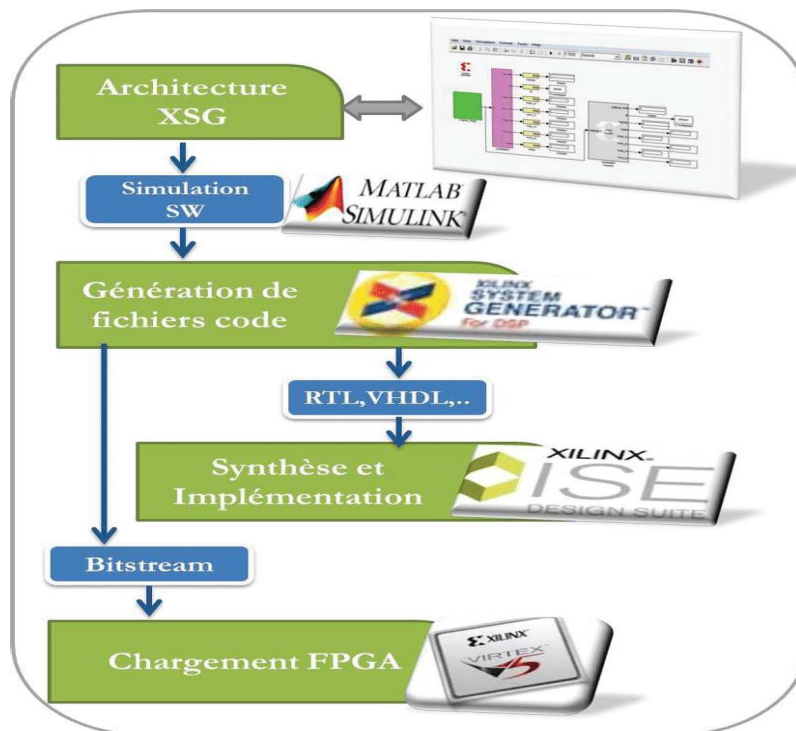 Architecture
XSG
Simulation
SW
MATLAB
SIMULINK
Génération de
fichiers code
XILINX
SYSTEM
GENERATOR
For DSP
RTL,VHDL,..
Synthèse et
Implémentation
XILINX
ISE
DESIGN SUITE
Bitstream
Chargement FPGA
XILINX
VIRTEX
5